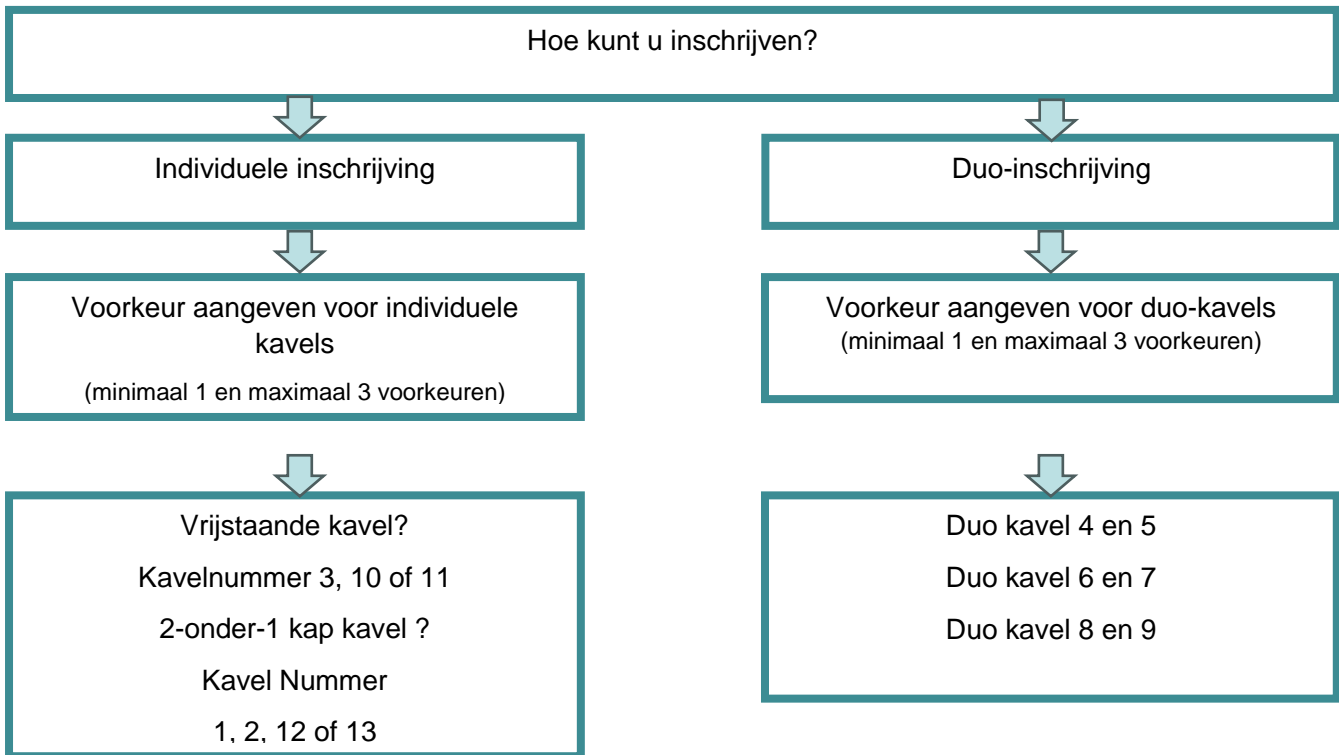 Hoe kunt u inschrijven?
Individuele inschrijving
Duo-inschrijving
Voorkeur aangeven voor individuele
kavels
(minimaal 1 en maximaal 3 voorkeuren)
Voorkeur aangeven voor duo-kavels
(minimaal 1 en maximaal 3 voorkeuren)
Vrijstaande kavel?
Kavelnummer 3, 10 of 11
2-onder-1 kap kavel ?
Kavel Nummer
1, 2, 12 of 13
Duo kavel 4 en 5
Duo kavel 6 en 7
Duo kavel 8 en 9